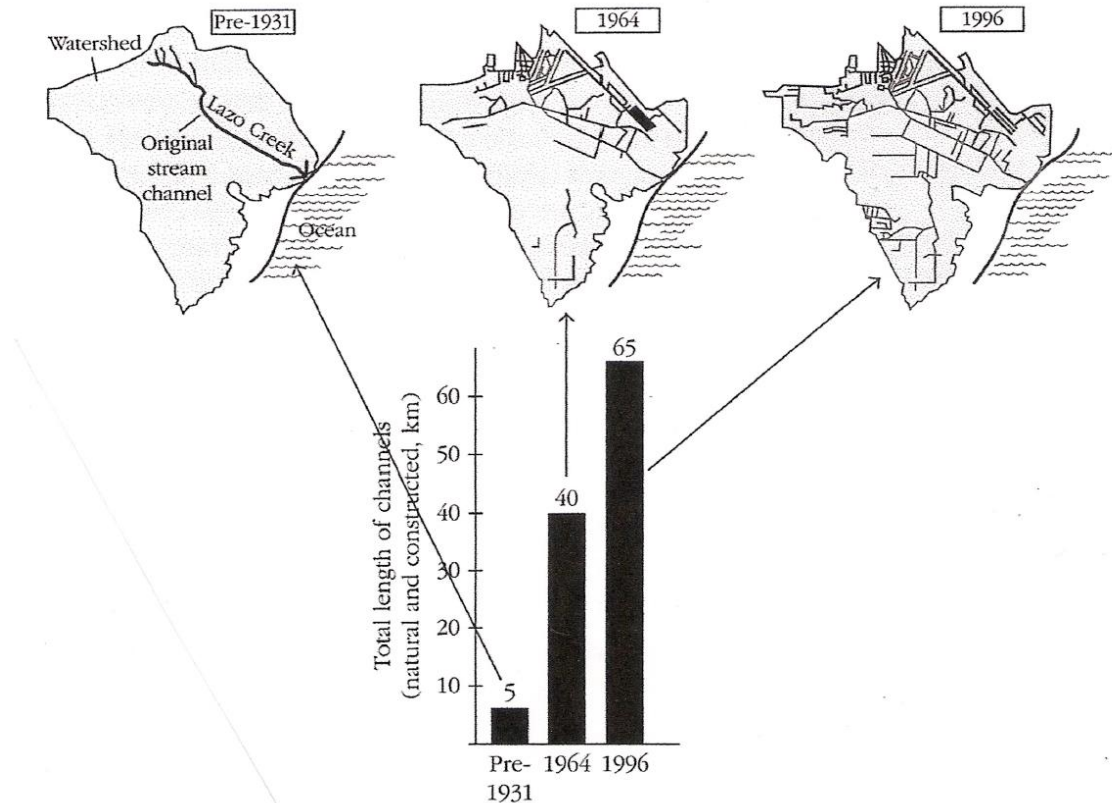 Pre-1931
1964
1996
Watershed
Lazo Creek
Original
stream
channel
Ocean
Total length of channels
(natural and constructed, km)
60
50
40
30
20
10
5
40
65
Pre-
1931
1964
1996